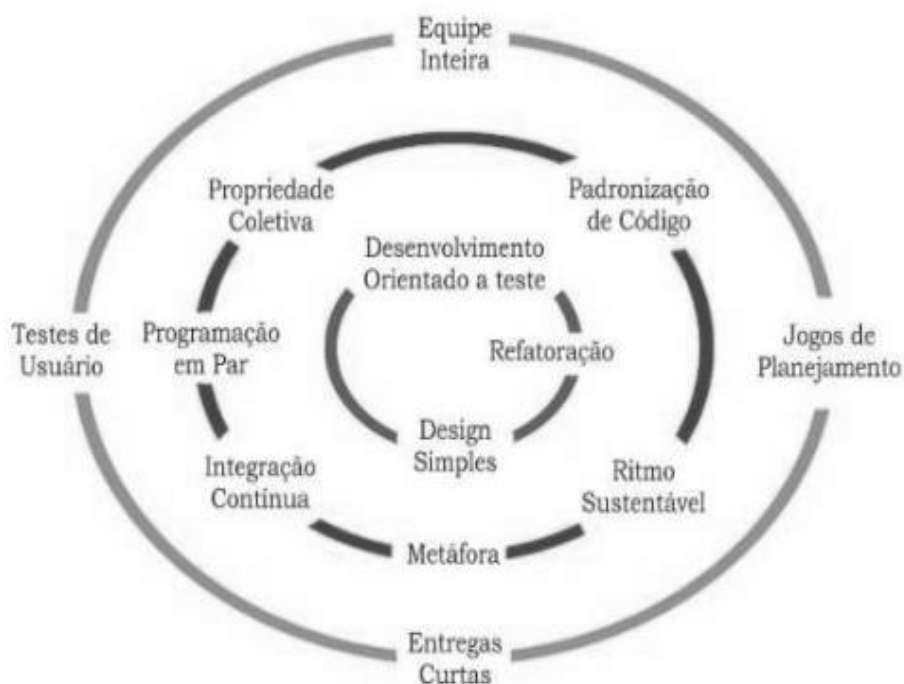 Equipe
Inteira
Propriedade
Coletiva
Padronização
de Código
Desenvolvimento
Orientado a teste
Testes de
Usuário
Programação
em Par
Refatoração
Jogos de
Planejamento
Design
Simples
Integração
Contínua
Ritmo
Sustentável
Metáfora
Entregas
Curtas